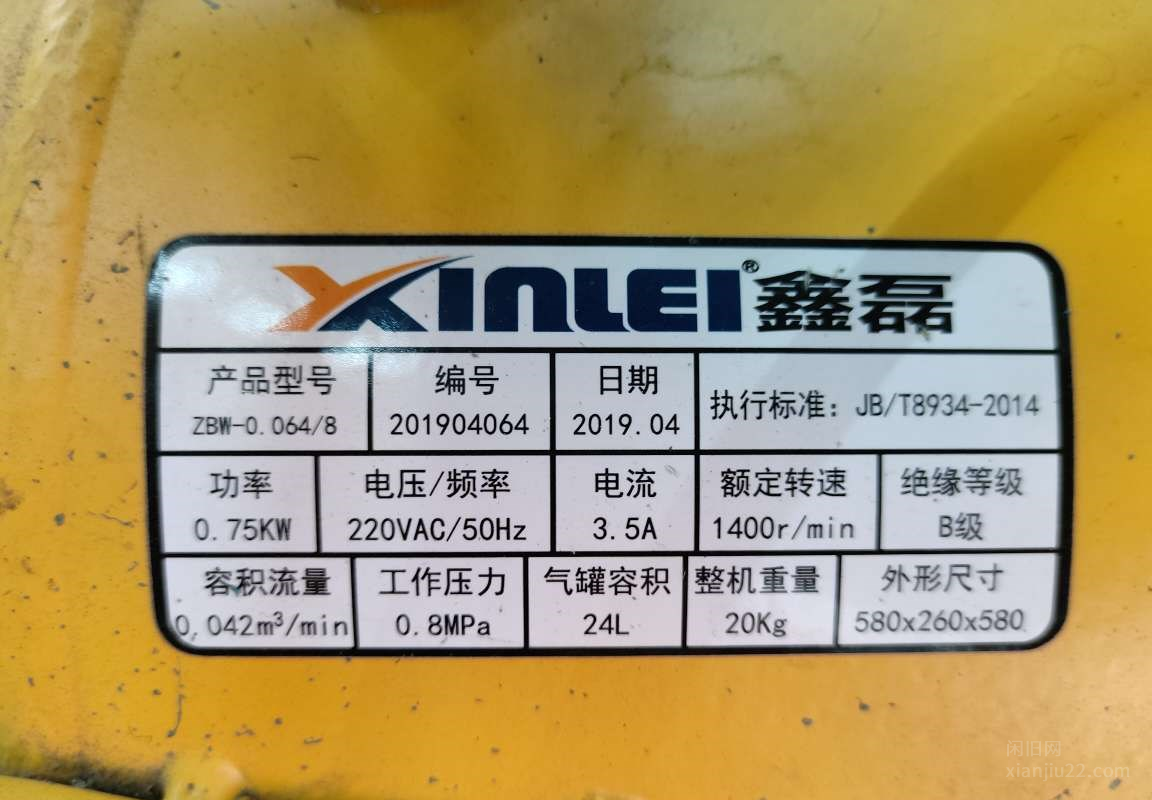 XINLEI®鑫磊
产品型号 编号 日期 执行标准: JB/T8934-2014
ZBW-0.064/8 201904064 2019.04
功率 电压/频率 电流 额定转速 绝缘等级
0.75KW 220VAC/50Hz 3.5A 1400r/min B级
容积流量 工作压力 气罐容积 整机重量 外形尺寸
0.042m³/min 0.8MPa 24L 20Kg 580x260x580
闲旧网
xianjiu22.com